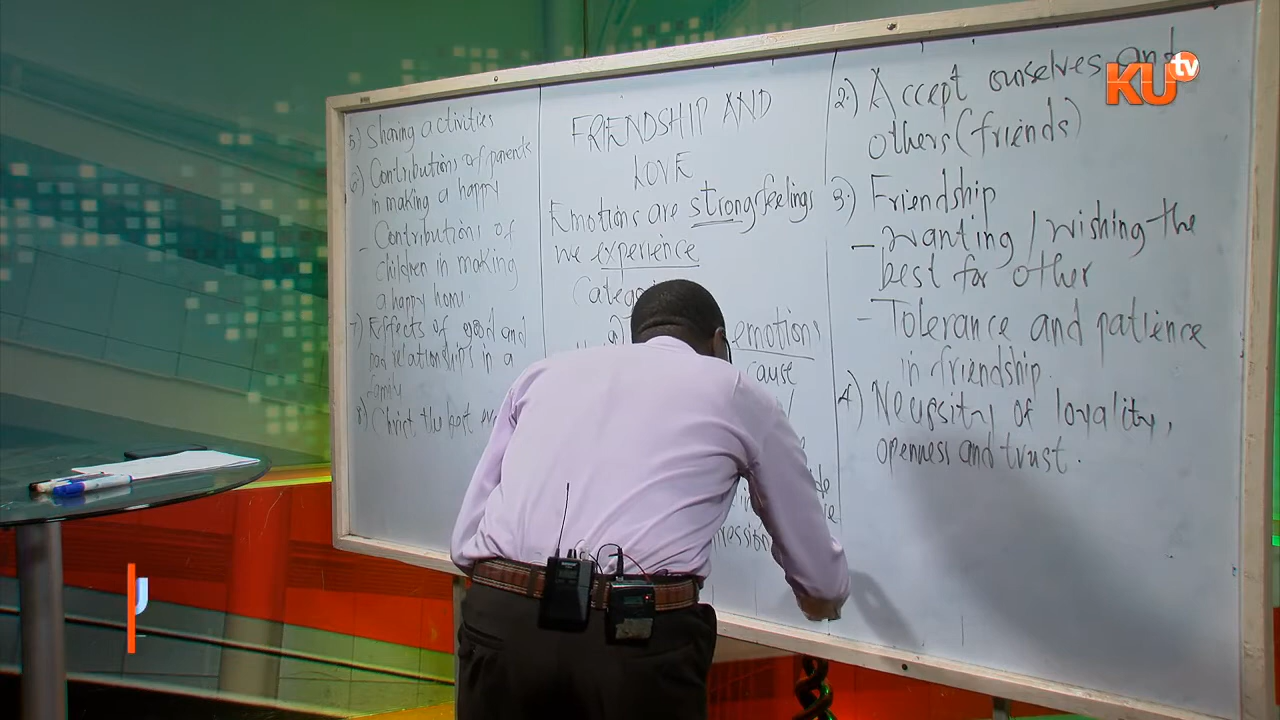 5) Sharing activities
6) Contributions of parents
in making a happy
- Contributions of
children in making
a happy home.
7) Effects of good and
bad relationships in a
family
8) Christ, the best
FRIENDSHIP AND
LOVE
Emotions are strong feelings
we experience
emotions
cause
2.) Accept ourselves and
others (friends)
3.) Friendship
- Wanting / wishing the
best for other
- Tolerance and patience
in friendship.
4) Necessity of loyality,
openness and trust.
KU tv